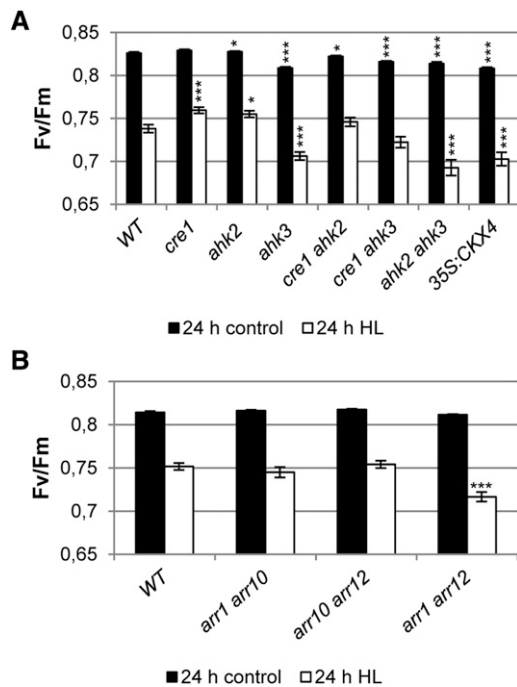 A
Fv/Fm
0,85
0,8
0,75
0,7
0,65
* *** * *** *** ***
*** * *** *** ***
WT cre1 ahk2 ahk3 cre1 ahk2 cre1 ahk3 ahk2 ahk3 35S:CKX4
24 h control 24 h HL
B
Fv/Fm
0,85
0,8
0,75
0,7
0,65
***
WT arr1 arr10 arr10 arr12 arr1 arr12
24 h control 24 h HL